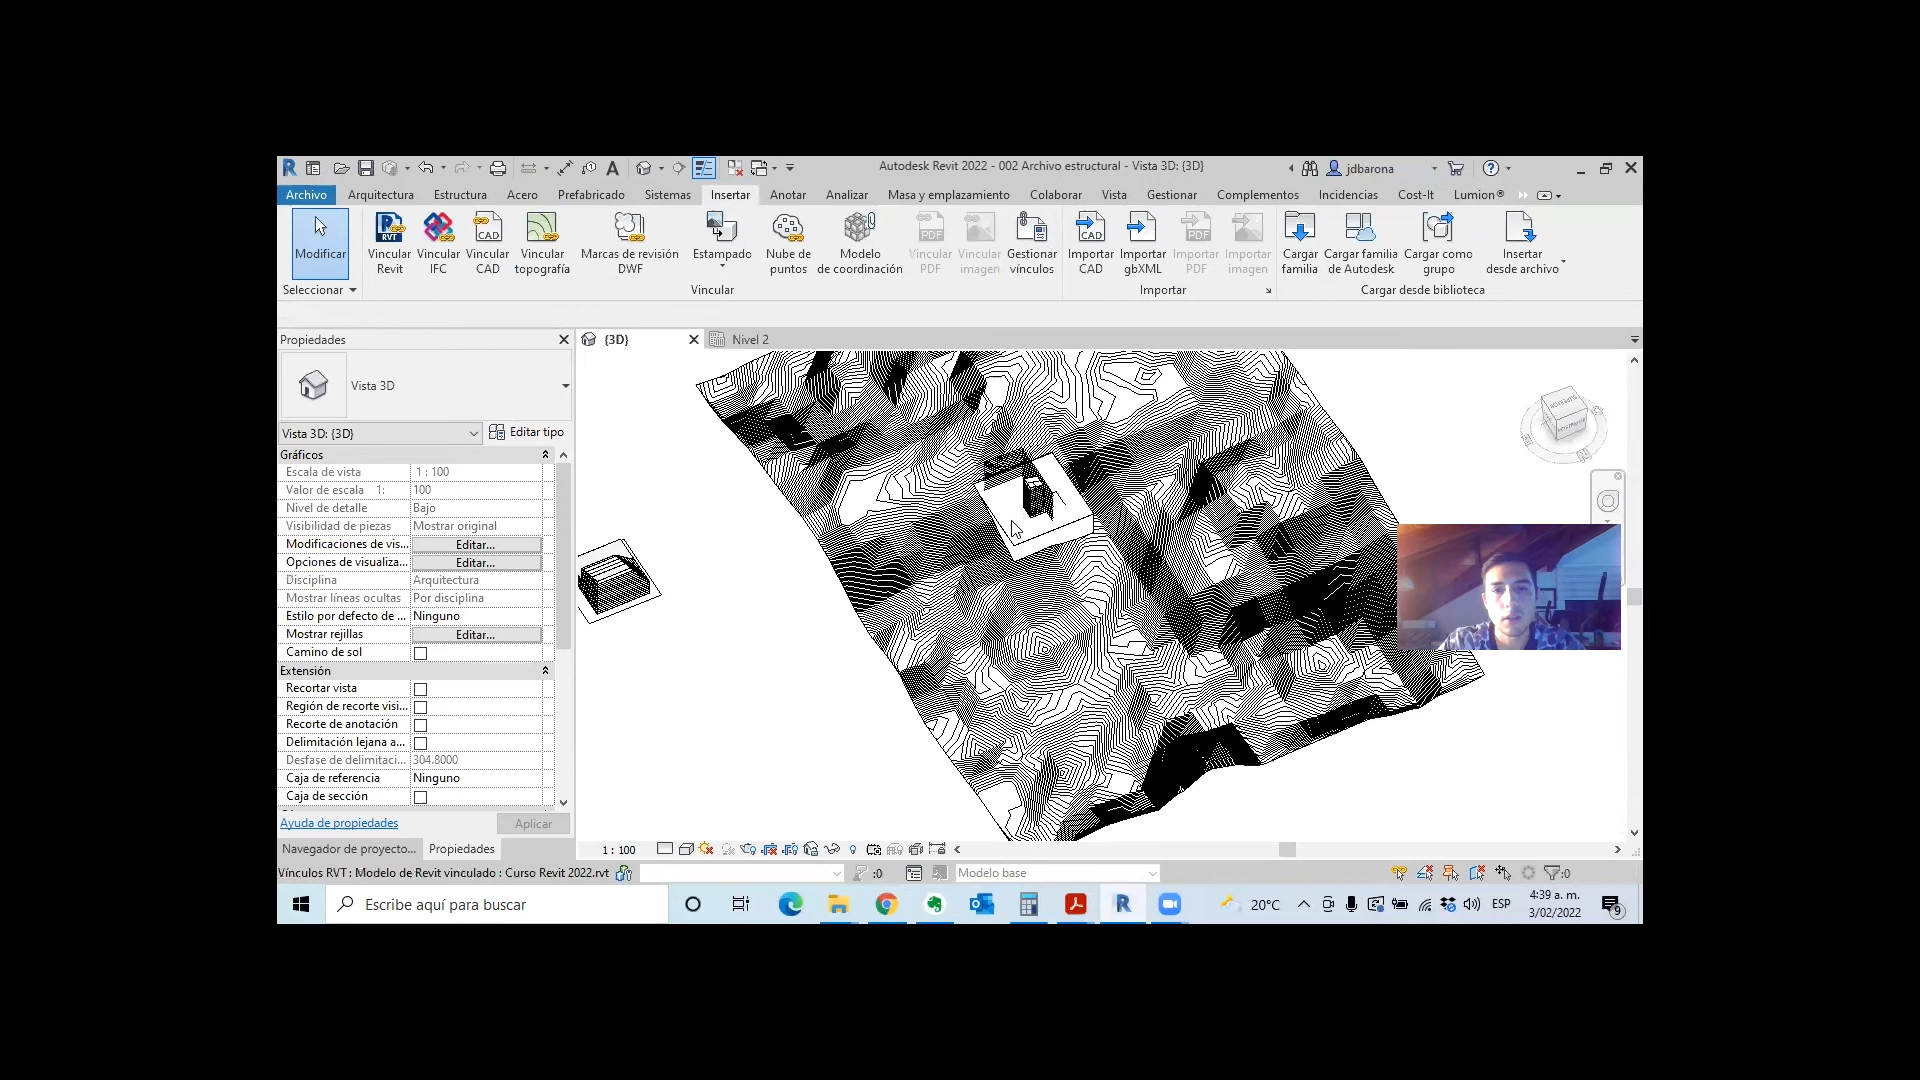 Autodesk Revit 2022 - 002 Archivo estructural - Vista 3D: {3D}
jdbarona
Archivo Arquitectura Estructura Acero Prefabricado Sistemas Insertar Anotar Analizar Masa y emplazamiento Colaborar Vista Gestionar Complementos Incidencias Cost-It Lumion®
Modificar
Vincular Revit
Vincular IFC
Vincular CAD
Vincular topografía
Marcas de revisión DWF
Estampado
Nube de puntos
Modelo de coordinación
Vincular PDF
Vincular imagen
Gestionar vínculos
Importar CAD
Importar gbXML
Importar PDF
Importar imagen
Cargar familia
Cargar familia de Autodesk
Cargar como grupo
Insertar desde archivo
Seleccionar
Vincular
Importar
Cargar desde biblioteca
Propiedades
{3D}
Nivel 2
Vista 3D
Vista 3D: {3D}
Editar tipo
Gráficos
Escala de vista 1 : 100
Valor de escala 1: 100
Nivel de detalle Bajo
Visibilidad de piezas Mostrar original
Modificaciones de vis... Editar...
Opciones de visualiza... Editar...
Disciplina Arquitectura
Mostrar líneas ocultas Por disciplina
Estilo por defecto de ... Ninguno
Mostrar rejillas Editar...
Camino de sol
Extensión
Recortar vista
Región de recorte visi...
Recorte de anotación
Delimitación lejana a...
Desfase de delimitaci... 304.8000
Caja de referencia Ninguno
Caja de sección
Ayuda de propiedades
Aplicar
Navegador de proyecto...
Propiedades
1 : 100
Vínculos RVT : Modelo de Revit vinculado : Curso Revit 2022.rvt
:0
Modelo base
:0
Escribe aquí para buscar
20°C
ESP
4:39 a. m.
3/02/2022
9